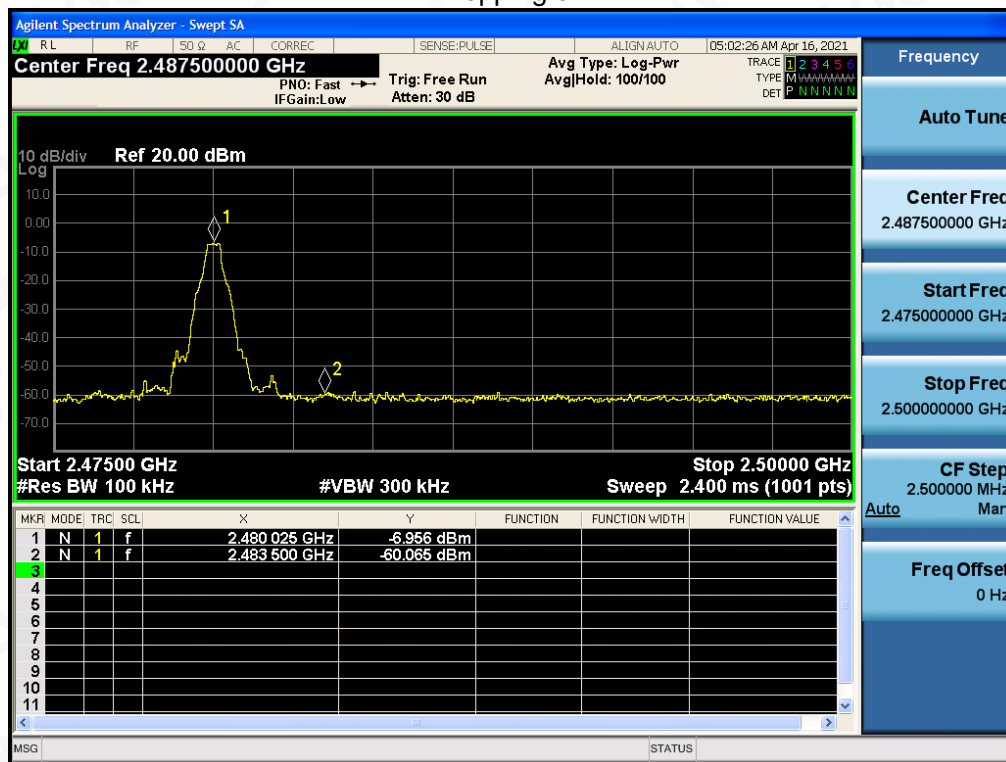 Agilent Spectrum Analyzer - Swept SA
LXI RL RF 50 Ω AC CORREC SENSE:PULSE ALIGN AUTO 05:02:26 AM Apr 16, 2021
Center Freq 2.487500000 GHz
PNO: Fast
IFGain:Low
Trig: Free Run
Atten: 30 dB
Avg Type: Log-Pwr
Avg|Hold: 100/100
TRACE 1 2 3 4 5 6
TYPE M WWWWW
DET P N N N N N
10 dB/div Ref 20.00 dBm
Log
10.0
0.00
-10.0
-20.0
-30.0
-40.0
-50.0
-60.0
-70.0
1
2
Start 2.47500 GHz Stop 2.50000 GHz
#Res BW 100 kHz #VBW 300 kHz Sweep 2.400 ms (1001 pts)
MKR MODE TRC SCL X Y FUNCTION FUNCTION WIDTH FUNCTION VALUE
1 N 1 f 2.480 025 GHz -6.956 dBm
2 N 1 f 2.483 500 GHz -60.065 dBm
3
4
5
6
7
8
9
10
11
MSG STATUS
Frequency
Auto Tune
Center Freq
2.487500000 GHz
Start Freq
2.475000000 GHz
Stop Freq
2.500000000 GHz
CF Step
2.500000 MHz
Auto Man
Freq Offset
0 Hz